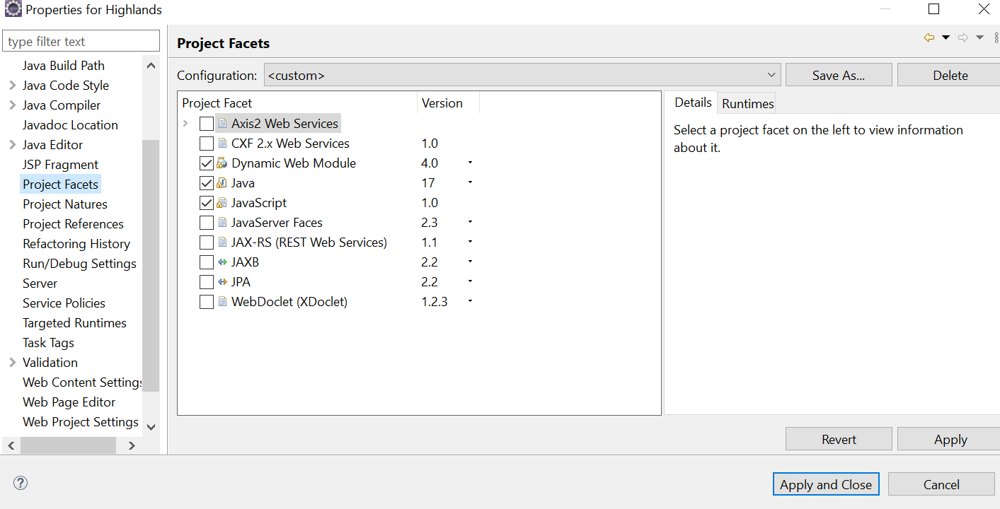 Properties for Highlands
type filter text
Java Build Path
Java Code Style
Java Compiler
Javadoc Location
Java Editor
JSP Fragment
Project Facets
Project Natures
Project References
Refactoring History
Run/Debug Settings
Server
Service Policies
Targeted Runtimes
Task Tags
Validation
Web Content Settings
Web Page Editor
Web Project Settings
Project Facets
Configuration: <custom> Save As... Delete
Project Facet Version
Axis2 Web Services
CXF 2.x Web Services 1.0
Dynamic Web Module 4.0
Java 17
JavaScript 1.0
JavaServer Faces 2.3
JAX-RS (REST Web Services) 1.1
JAXB 2.2
JPA 2.2
WebDoclet (XDoclet) 1.2.3
Details Runtimes
Select a project facet on the left to view information
about it.
Revert Apply
Apply and Close Cancel